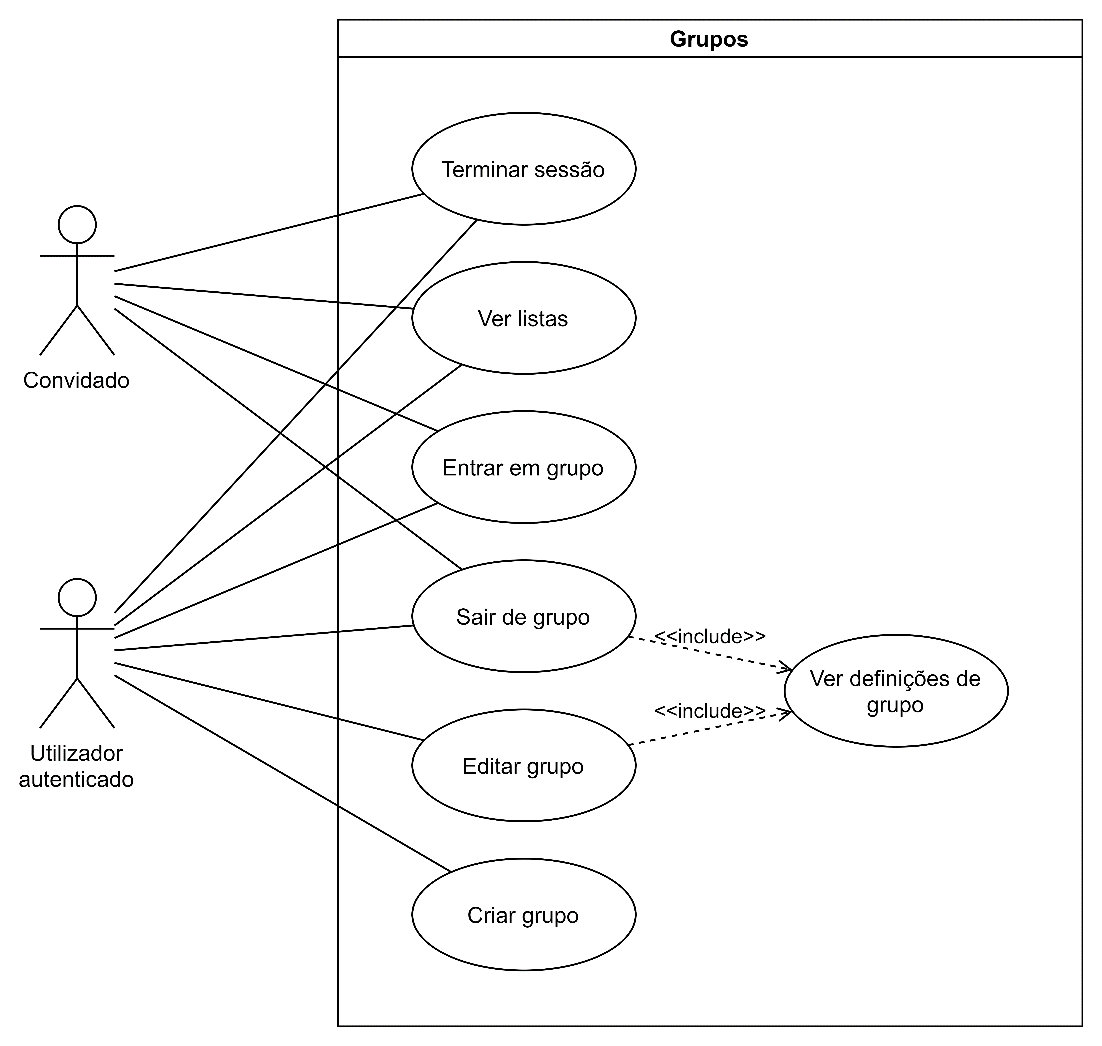 Grupos
Terminar sessão
Ver listas
Convidado
Entrar em grupo
Sair de grupo
<<include>>
Ver definições de
grupo
<<include>>
Utilizador
autenticado
Editar grupo
Criar grupo